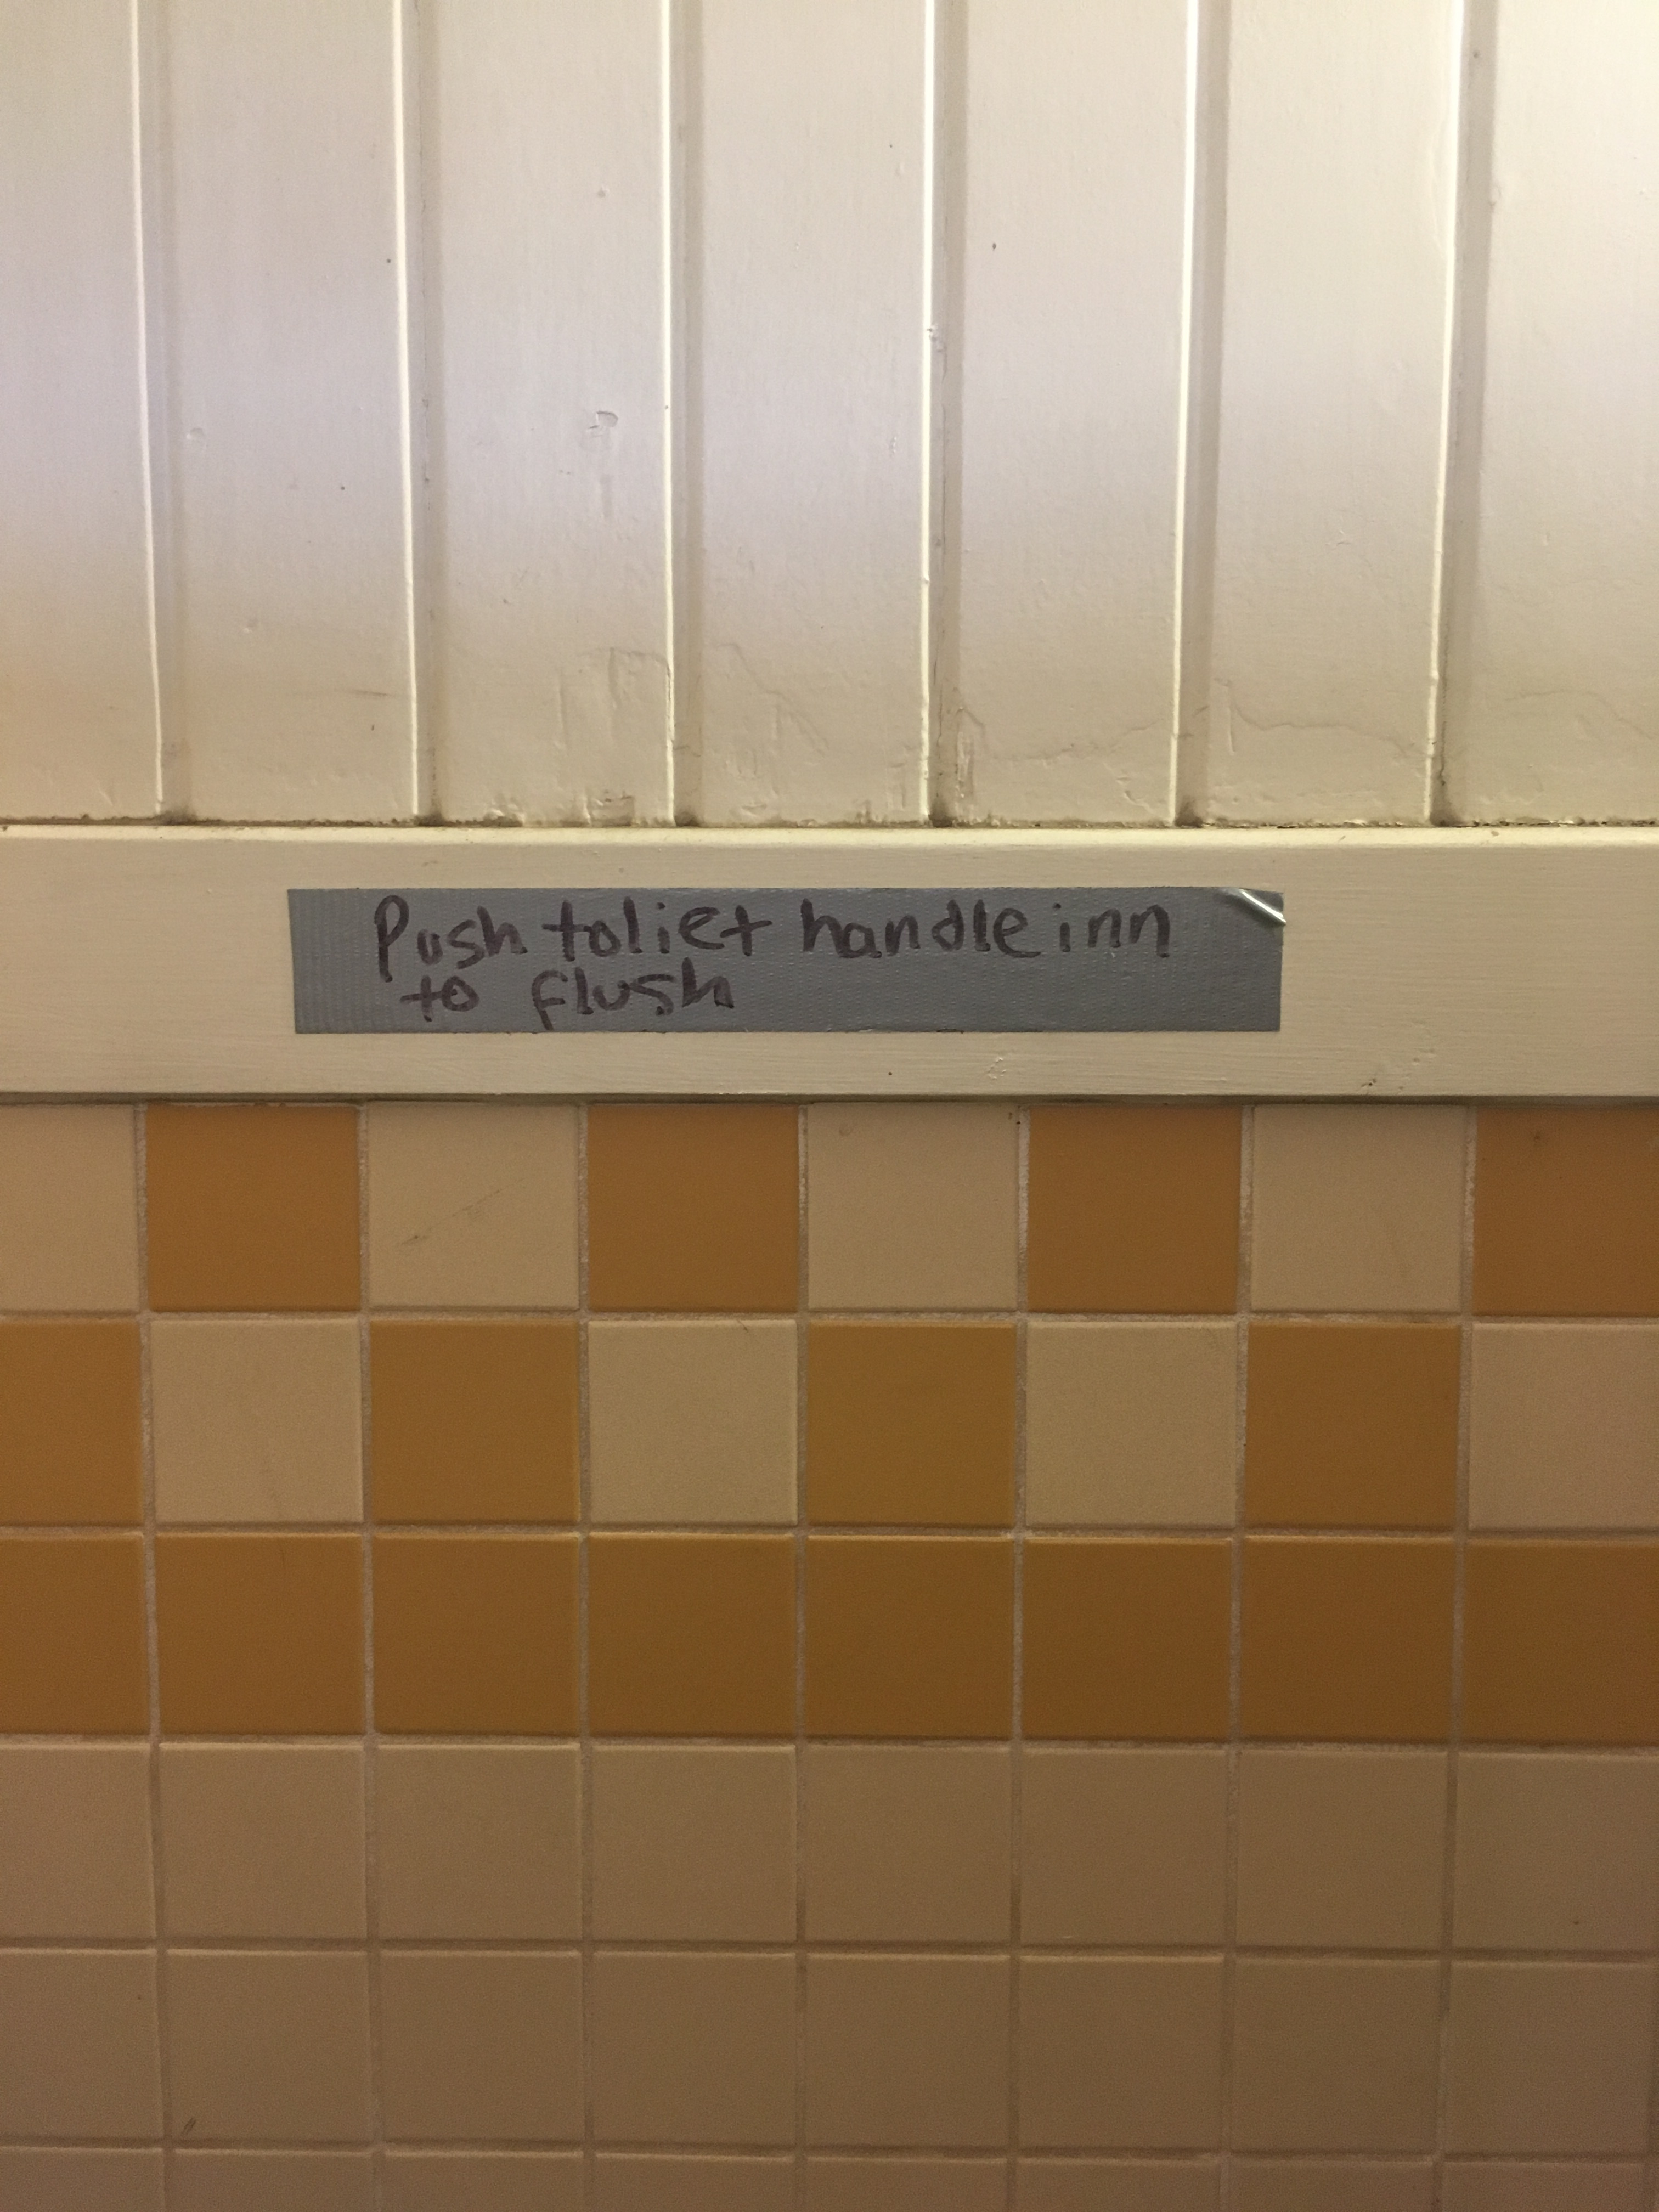 Push toliet handle inn
to flush